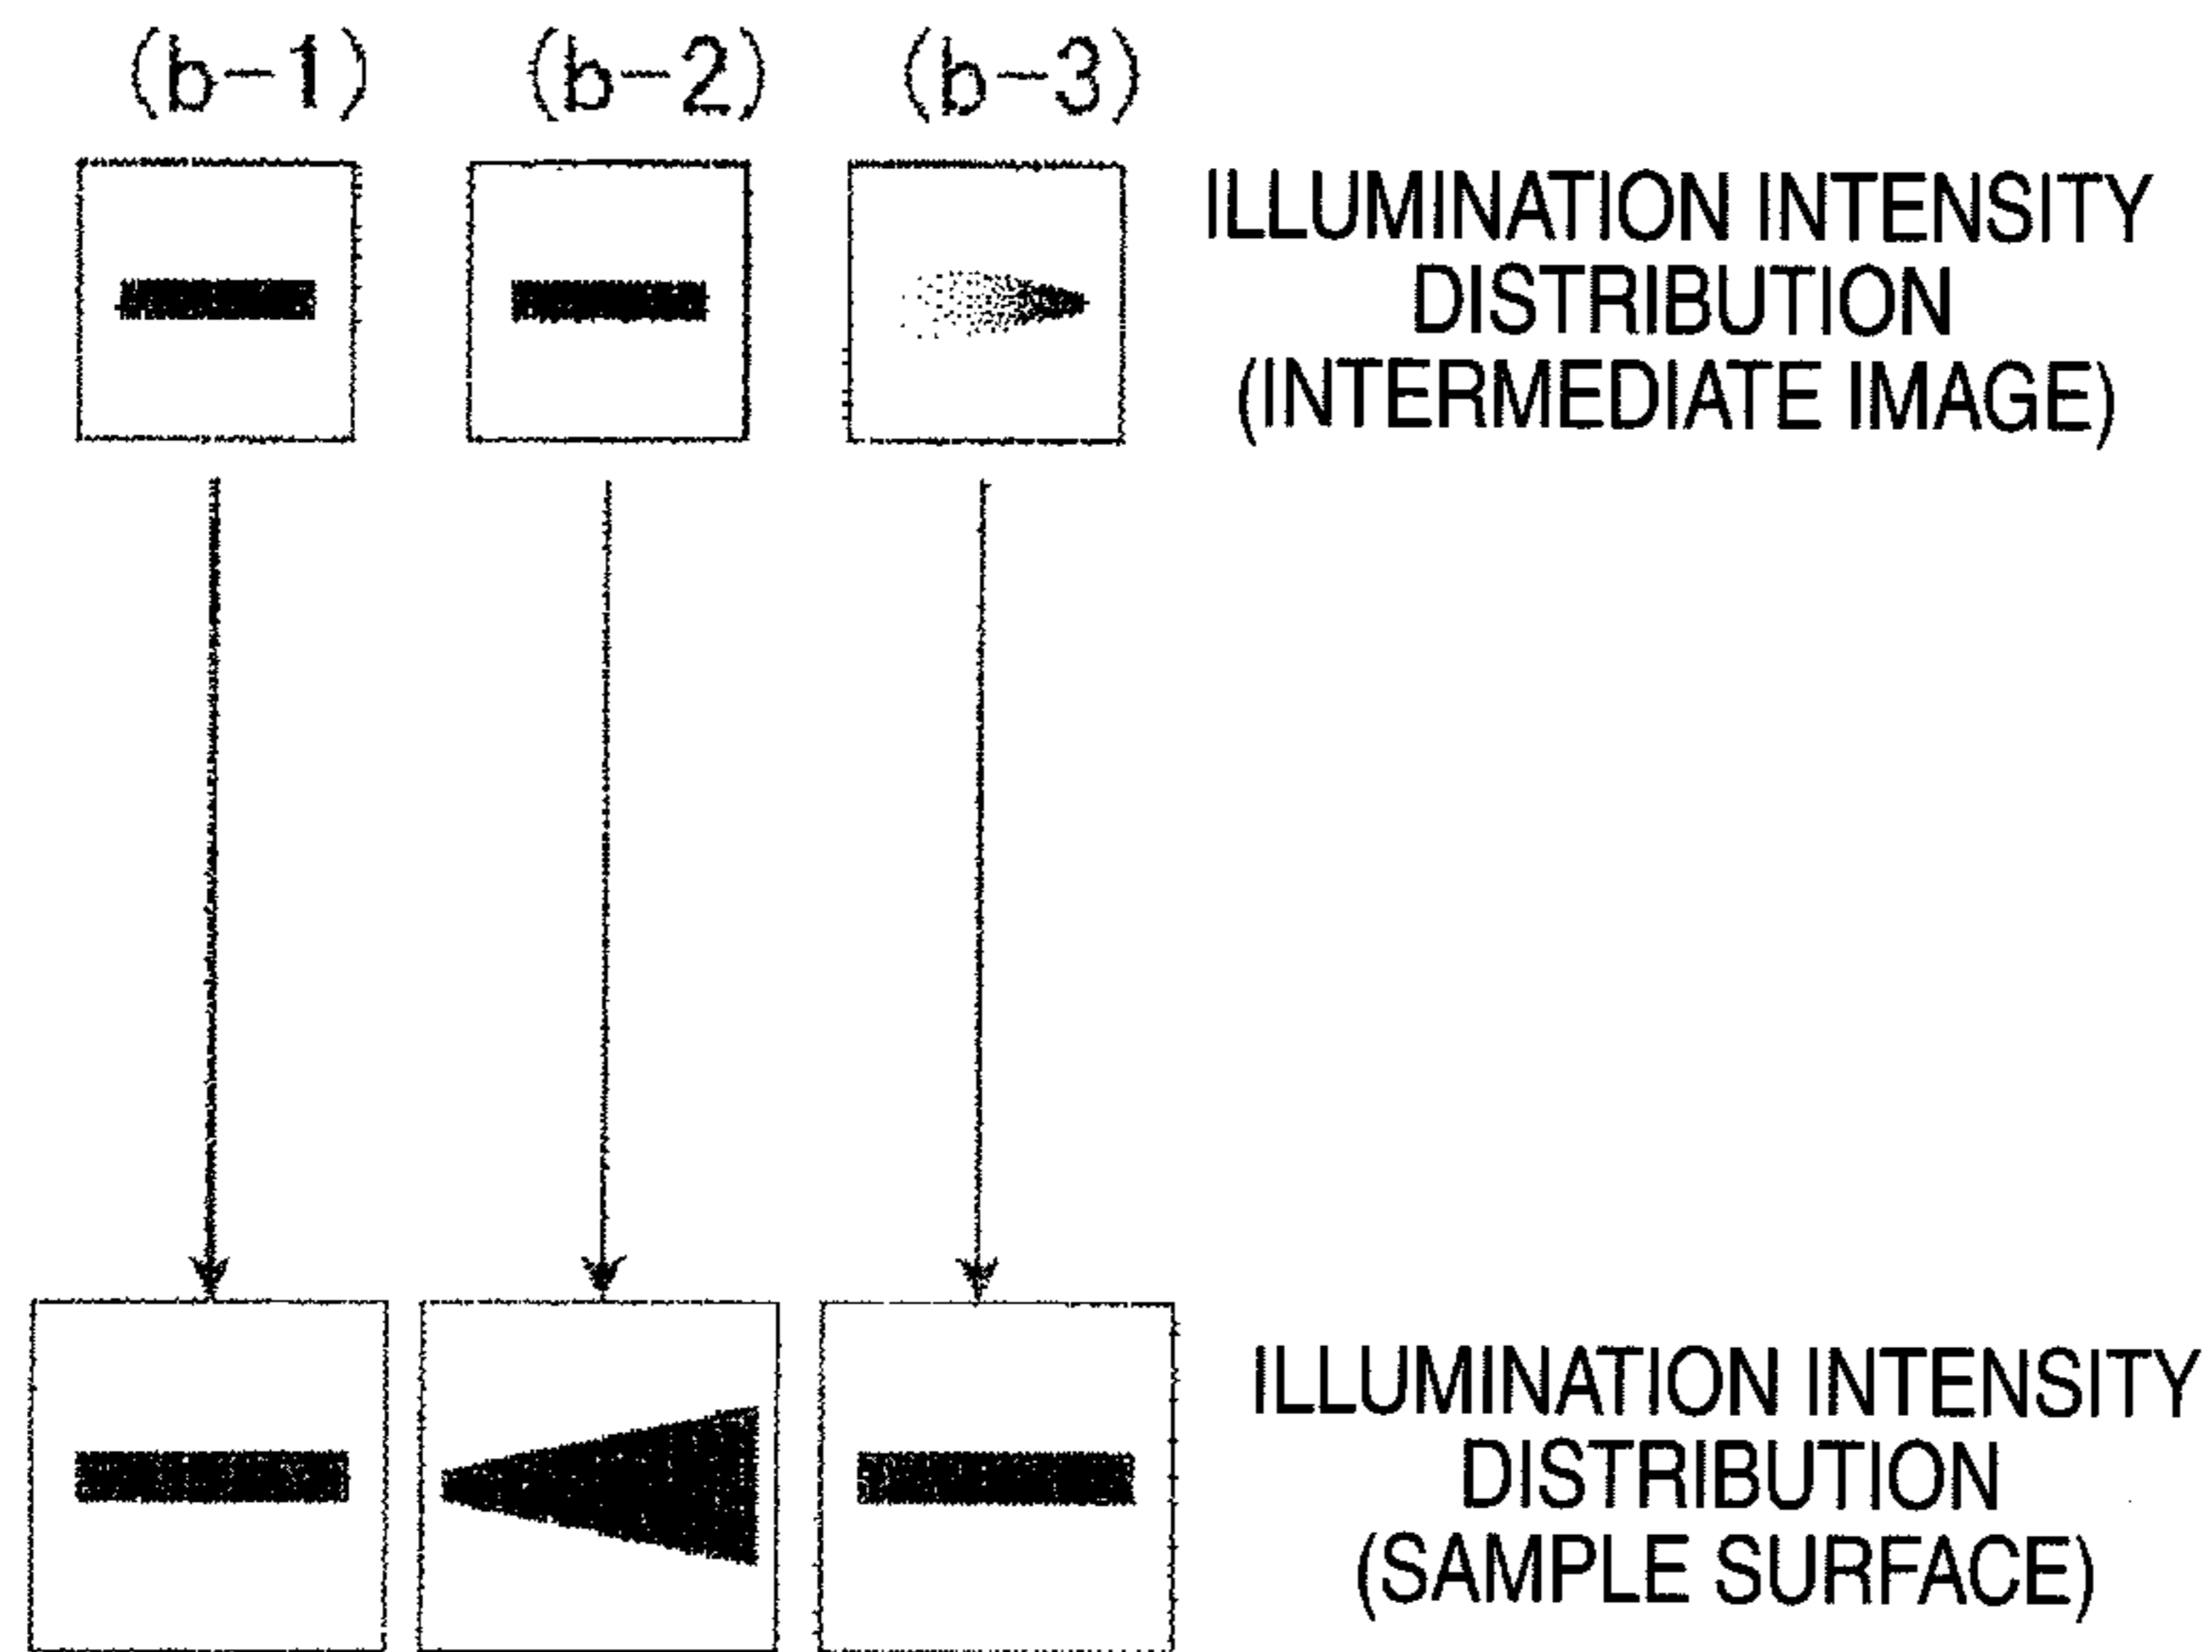 (b-1) (b-2) (b-3)
ILLUMINATION INTENSITY
DISTRIBUTION
(INTERMEDIATE IMAGE)
ILLUMINATION INTENSITY
DISTRIBUTION
(SAMPLE SURFACE)